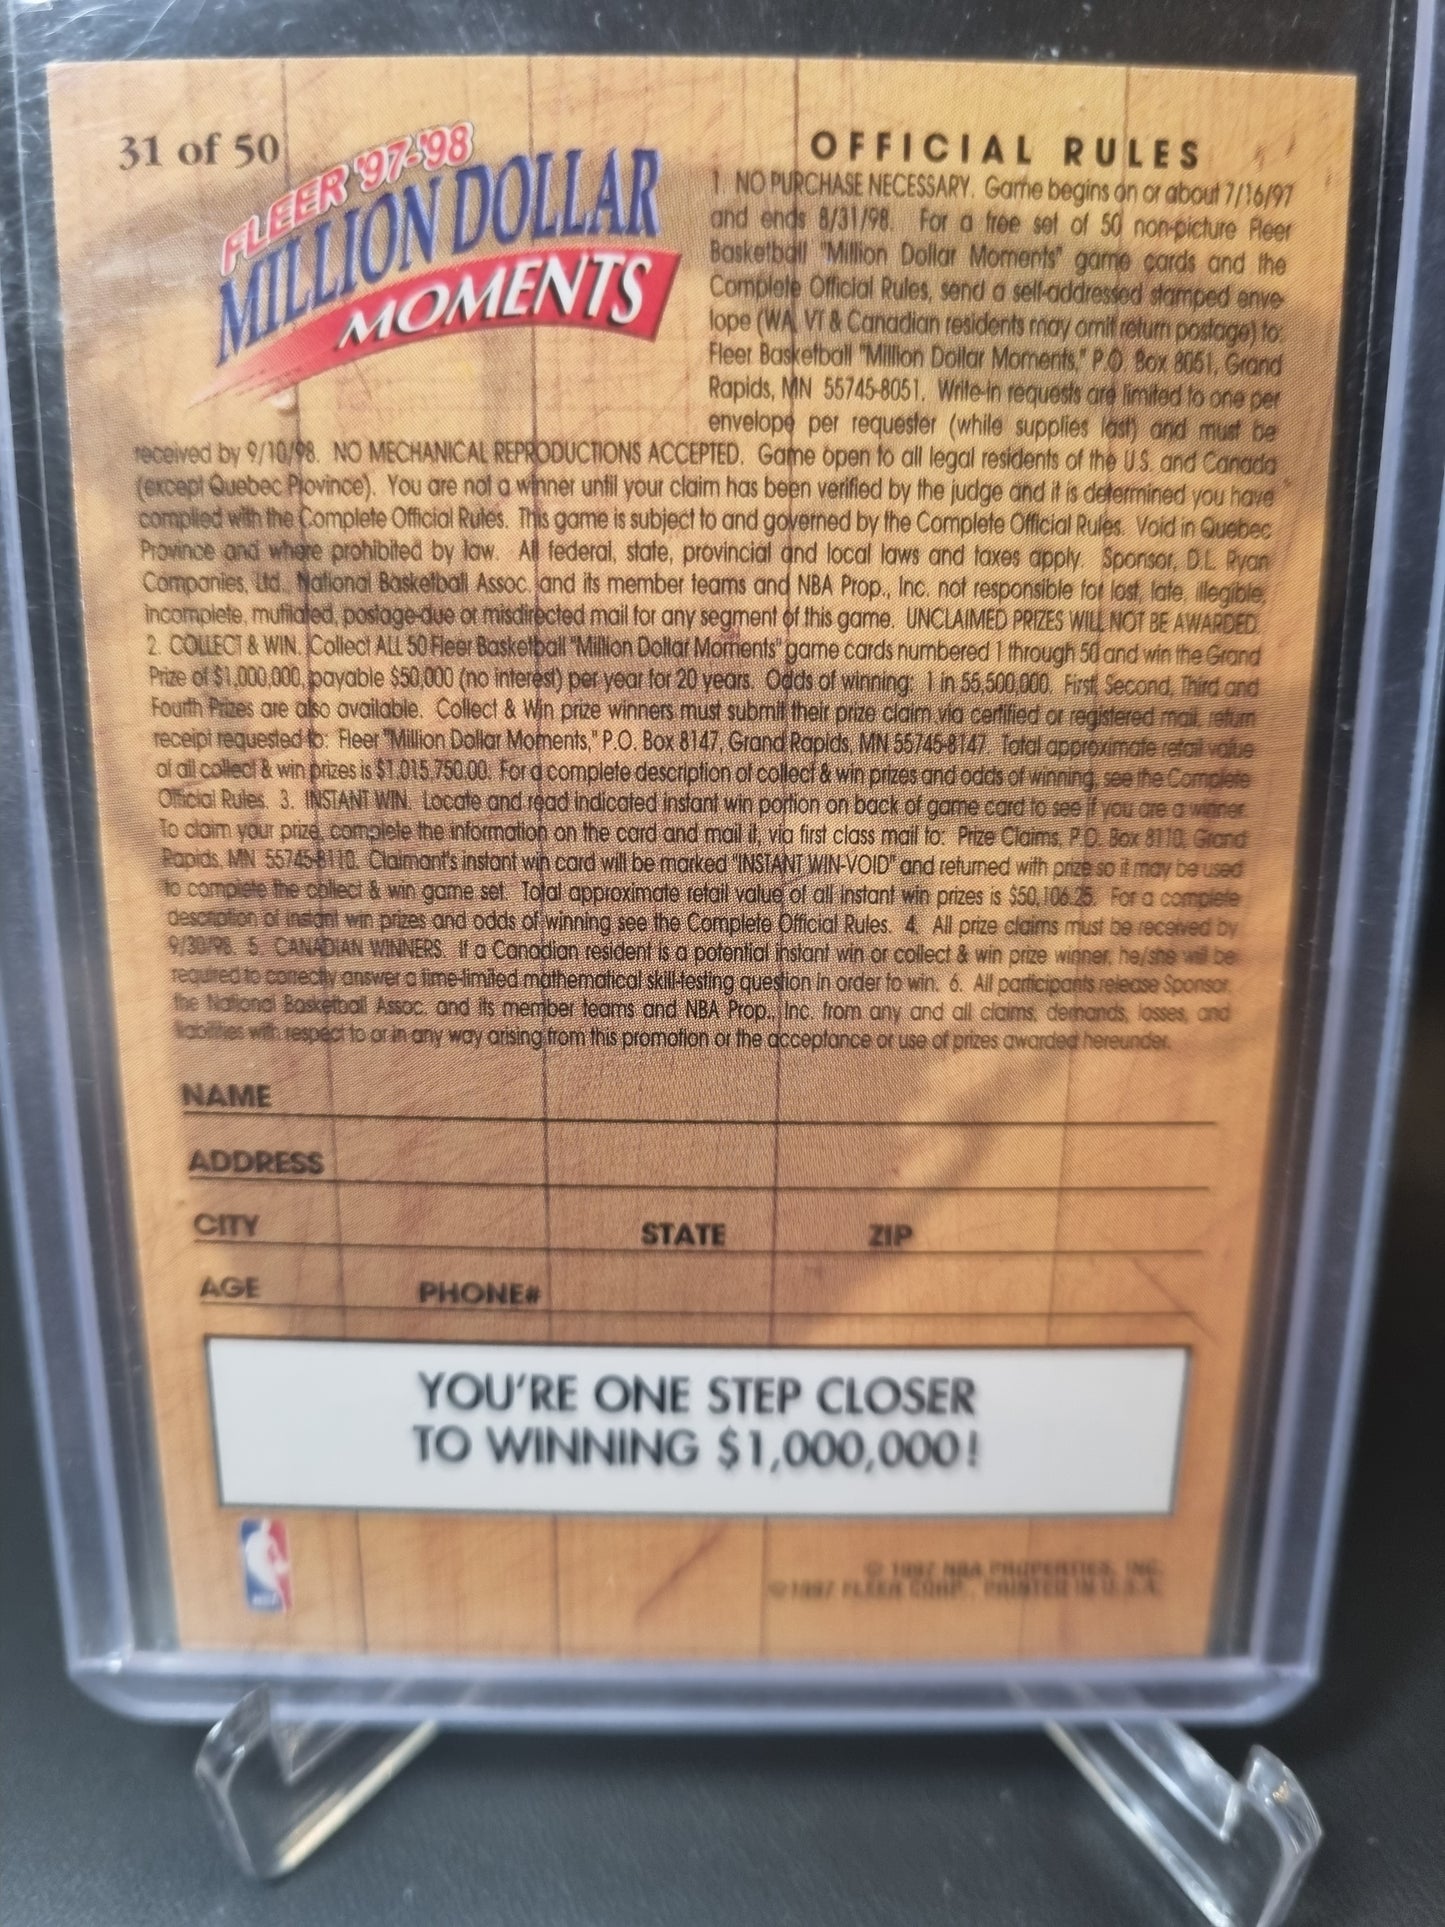 31 of 50
FLEER '97-'98
MILLION DOLLAR
MOMENTS
OFFICIAL RULES
1. NO PURCHASE NECESSARY. Game begins on or about 7/16/97
and ends 8/31/98. For a free set of 50 non-picture Fleer
Basketball "Million Dollar Moments" game cards and the
Complete Official Rules, send a self-addressed stamped enve-
lope (WA, VT & Canadian residents may omit return postage) to:
Fleer Basketball "Million Dollar Moments," P.O. Box 8051, Grand
Rapids, MN 55745-8051. Write-in requests are limited to one per
envelope per requester (while supplies last) and must be
received by 9/10/98. NO MECHANICAL REPRODUCTIONS ACCEPTED. Game open to all legal residents of the U.S. and Canada
(except Quebec Province). You are not a winner until your claim has been verified by the judge and it is determined you have
complied with the Complete Official Rules. This game is subject to and governed by the Complete Official Rules. Void in Quebec
Province and where prohibited by law. All federal, state, provincial and local laws and taxes apply. Sponsor, D.L. Ryan
Companies, Ltd., National Basketball Assoc. and its member teams and NBA Prop., Inc. not responsible for lost, late, illegible,
incomplete, mutilated, postage-due or misdirected mail for any segment of this game. UNCLAIMED PRIZES WILL NOT BE AWARDED.
2. COLLECT & WIN. Collect ALL 50 Fleer Basketball "Million Dollar Moments" game cards numbered 1 through 50 and win the Grand
Prize of $1,000,000, payable $50,000 (no interest) per year for 20 years. Odds of winning: 1 in 55,500,000. First, Second, Third and
Fourth Prizes are also available. Collect & Win prize winners must submit their prize claim via certified or registered mail, return
receipt requested to: Fleer "Million Dollar Moments," P.O. Box 8147, Grand Rapids, MN 55745-8147. Total approximate retail value
of all collect & win prizes is $1,015,750.00. For a complete description of collect & win prizes and odds of winning, see the Complete
Official Rules. 3. INSTANT WIN. Locate and read indicated instant win portion on back of game card to see if you are a winner.
To claim your prize, complete the information on the card and mail it, via first class mail to: Prize Claims, P.O. Box 8110, Grand
Rapids, MN 55745-8110. Claimant's instant win card will be marked "INSTANT WIN-VOID" and returned with prize so it may be used
to complete the collect & win game set. Total approximate retail value of all instant win prizes is $50,106.25. For a complete
description of instant win prizes and odds of winning see the Complete Official Rules. 4. All prize claims must be received by
9/30/98. 5. CANADIAN WINNERS. If a Canadian resident is a potential instant win or collect & win prize winner, he/she will be
required to correctly answer a time-limited mathematical skill-testing question in order to win. 6. All participants release Sponsor,
the National Basketball Assoc. and its member teams and NBA Prop., Inc. from any and all claims, demands, losses, and
liabilities with respect to or in any way arising from this promotion or the acceptance or use of prizes awarded hereunder.
NAME
ADDRESS
CITY STATE ZIP
AGE PHONE#
YOU'RE ONE STEP CLOSER
TO WINNING $1,000,000!
© 1997 NBA PROPERTIES, INC.
©1997 FLEER CORP., PRINTED IN U.S.A.